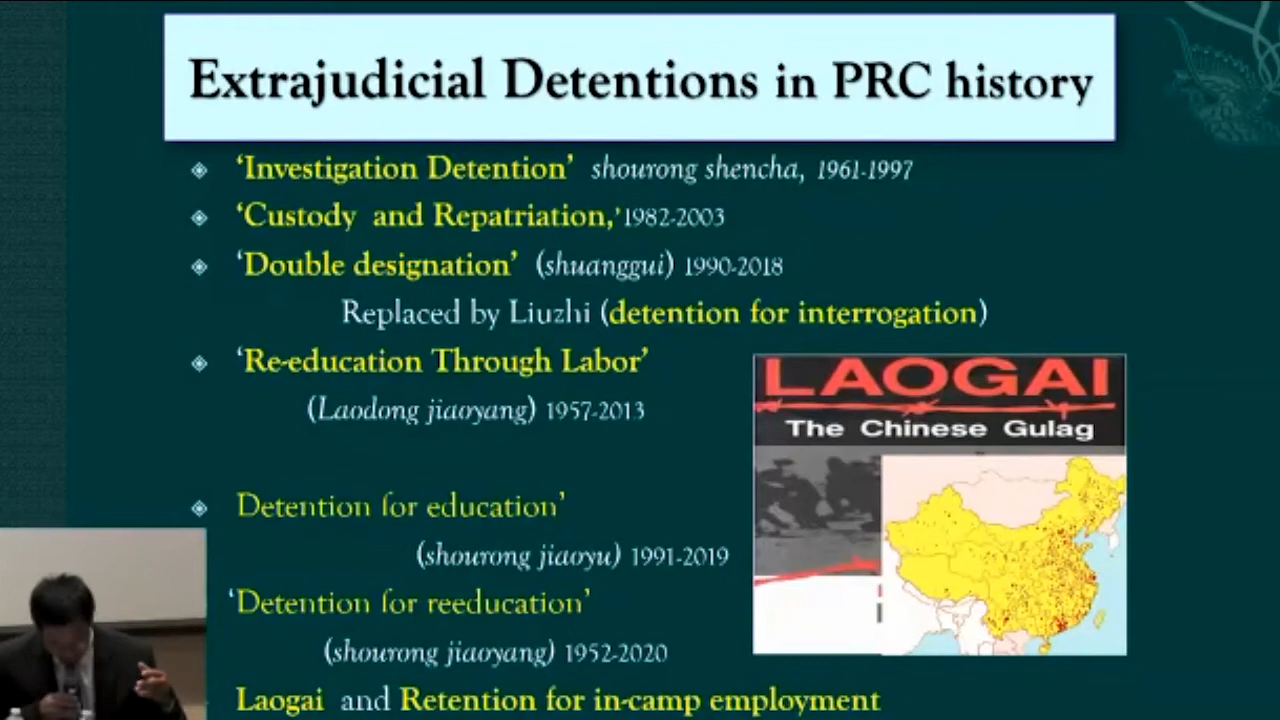 Extrajudicial Detentions in PRC history
‘Investigation Detention’ shourong shencha, 1961-1997
‘Custody and Repatriation,’1982-2003
‘Double designation’ (shuanggui) 1990-2018
Replaced by Liuzhi (detention for interrogation)
‘Re-education Through Labor’
(Laodong jiaoyang) 1957-2013
LAOGAI
The Chinese Gulag
Detention for education’
(shourong jiaoyu) 1991-2019
‘Detention for reeducation’
(shourong jiaoyang) 1952-2020
Laogai and Retention for in-camp employment